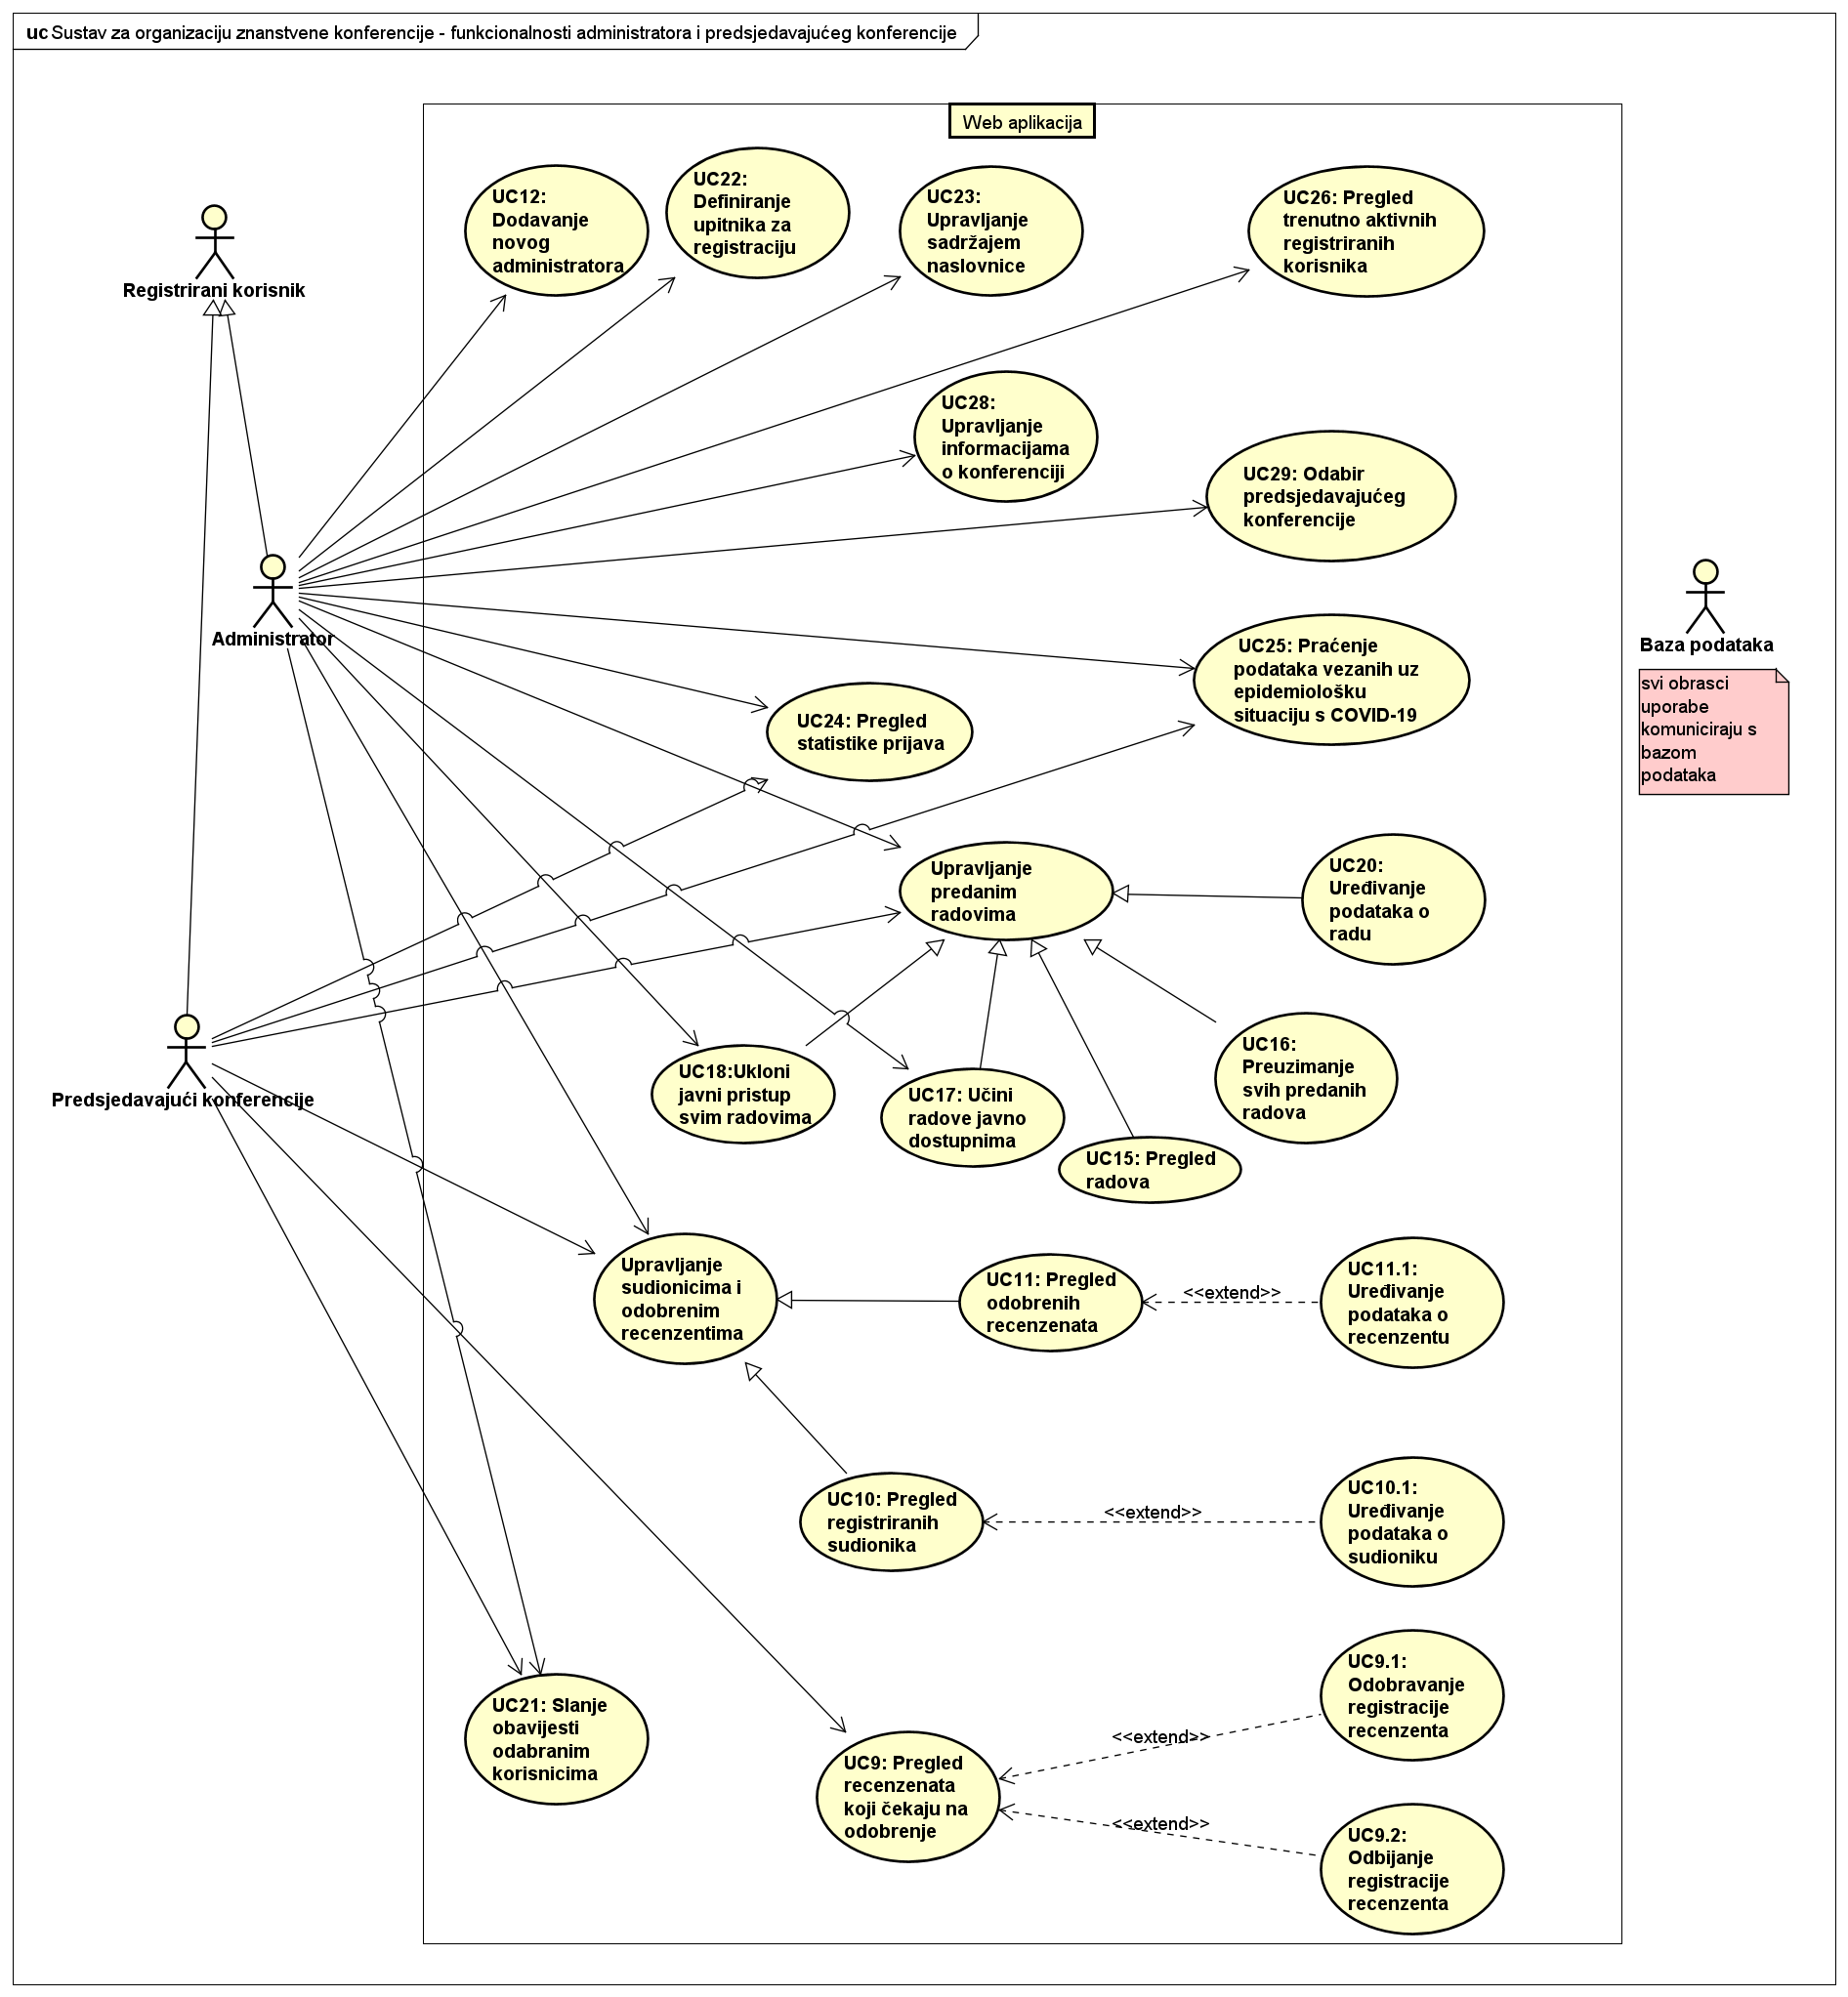 uc Sustav za organizaciju znanstvene konferencije - funkcionalnosti administratora i predsjedavajućeg konferencije
Web aplikacija
UC12:
Dodavanje
novog
administratora
UC22:
Definiranje
upitnika za
registraciju
UC23:
Upravljanje
sadržajem
naslovnice
UC26: Pregled
trenutno aktivnih
registriranih
korisnika
Registrirani korisnik
UC28:
Upravljanje
informacijama
o konferenciji
UC29: Odabir
predsjedavajućeg
konferencije
Administrator
Baza podataka
svi obrasci
uporabe
komuniciraju s
bazom
podataka
UC25: Praćenje
podataka vezanih uz
epidemiološku
situaciju s COVID-19
UC24: Pregled
statistike prijava
Upravljanje
predanim
radovima
UC20:
Uređivanje
podataka o
radu
Predsjedavajući konferencije
UC18:Ukloni
javni pristup
svim radovima
UC17: Učini
radove javno
dostupnima
UC16:
Preuzimanje
svih predanih
radova
UC15: Pregled
radova
Upravljanje
sudionicima i
odobrenim
recenzentima
UC11: Pregled
odobrenih
recenzenata
<<extend>>
UC11.1:
Uređivanje
podataka o
recenzentu
UC10: Pregled
registriranih
sudionika
<<extend>>
UC10.1:
Uređivanje
podataka o
sudioniku
UC21: Slanje
obavijesti
odabranim
korisnicima
UC9: Pregled
recenzenata
koji čekaju na
odobrenje
<<extend>>
UC9.1:
Odobravanje
registracije
recenzenta
<<extend>>
UC9.2:
Odbijanje
registracije
recenzenta